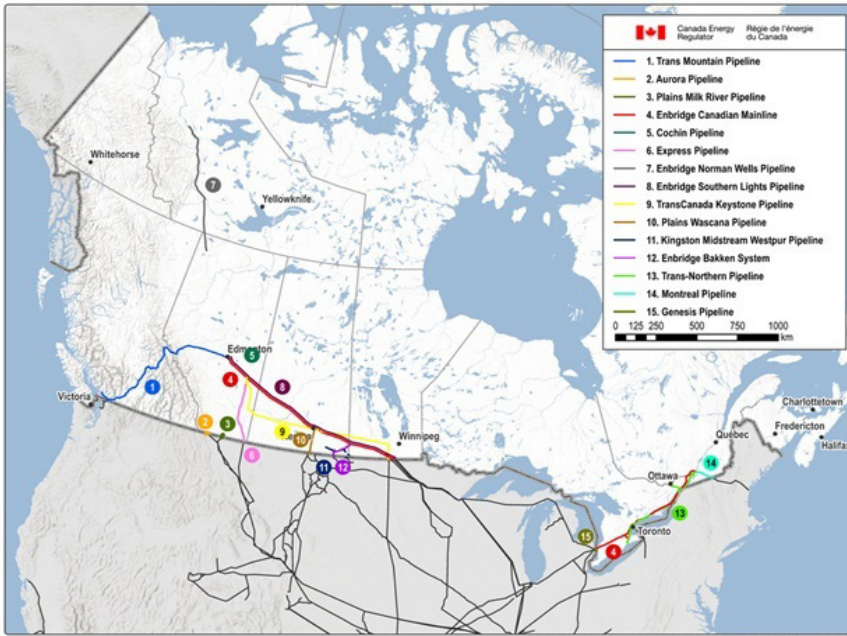 Canada Energy Regulator
Régie de l'énergie du Canada
1. Trans Mountain Pipeline
2. Aurora Pipeline
3. Plains Milk River Pipeline
4. Enbridge Canadian Mainline
5. Cochin Pipeline
6. Express Pipeline
7. Enbridge Norman Wells Pipeline
8. Enbridge Southern Lights Pipeline
9. TransCanada Keystone Pipeline
10. Plains Wascana Pipeline
11. Kingston Midstream Westpur Pipeline
12. Enbridge Bakken System
13. Trans-Northern Pipeline
14. Montreal Pipeline
15. Genesis Pipeline
0 125 250 500 750 1000
km
Whitehorse
7
Yellowknife
Edmonton
5
4
8
1
Victoria
2
3
9
10
6
11
12
Winnipeg
Charlottetown
Fredericton
Halifax
Québec
14
Ottawa
13
Toronto
15
4